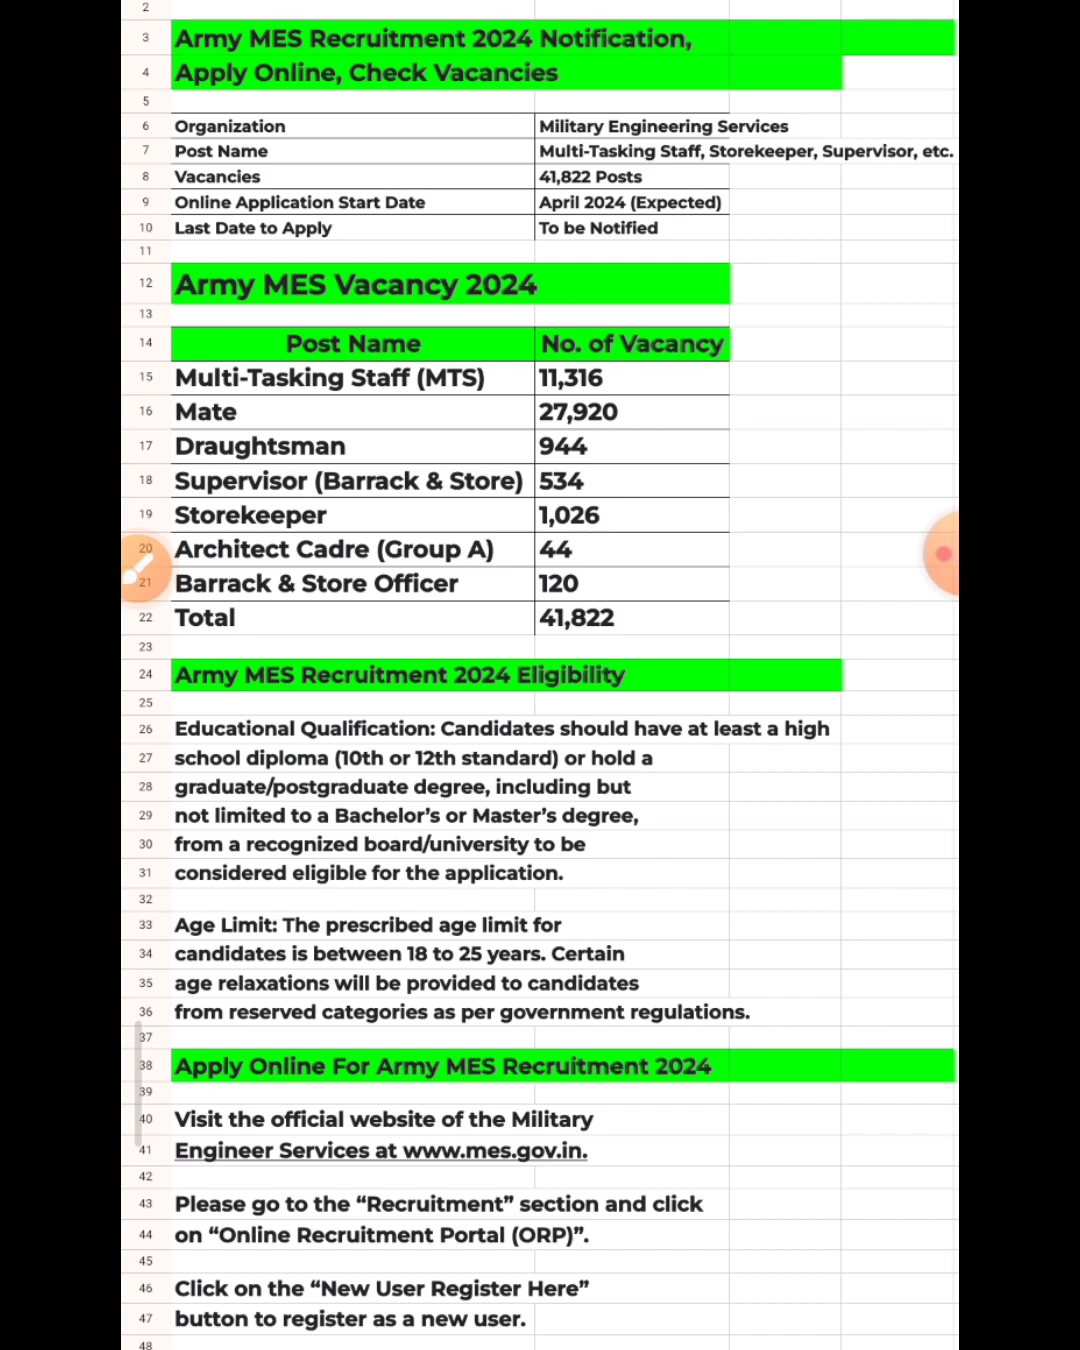 2
3 Army MES Recruitment 2024 Notification,
4 Apply Online, Check Vacancies
5
6 Organization Military Engineering Services
7 Post Name Multi-Tasking Staff, Storekeeper, Supervisor, etc.
8 Vacancies 41,822 Posts
9 Online Application Start Date April 2024 (Expected)
10 Last Date to Apply To be Notified
11
12 Army MES Vacancy 2024
13
14 Post Name No. of Vacancy
15 Multi-Tasking Staff (MTS) 11,316
16 Mate 27,920
17 Draughtsman 944
18 Supervisor (Barrack & Store) 534
19 Storekeeper 1,026
20 Architect Cadre (Group A) 44
21 Barrack & Store Officer 120
22 Total 41,822
23
24 Army MES Recruitment 2024 Eligibility
25
26 Educational Qualification: Candidates should have at least a high
27 school diploma (10th or 12th standard) or hold a
28 graduate/postgraduate degree, including but
29 not limited to a Bachelor’s or Master’s degree,
30 from a recognized board/university to be
31 considered eligible for the application.
32
33 Age Limit: The prescribed age limit for
34 candidates is between 18 to 25 years. Certain
35 age relaxations will be provided to candidates
36 from reserved categories as per government regulations.
37
38 Apply Online For Army MES Recruitment 2024
39
40 Visit the official website of the Military
41 Engineer Services at www.mes.gov.in.
42
43 Please go to the “Recruitment” section and click
44 on “Online Recruitment Portal (ORP)”.
45
46 Click on the “New User Register Here”
47 button to register as a new user.
48